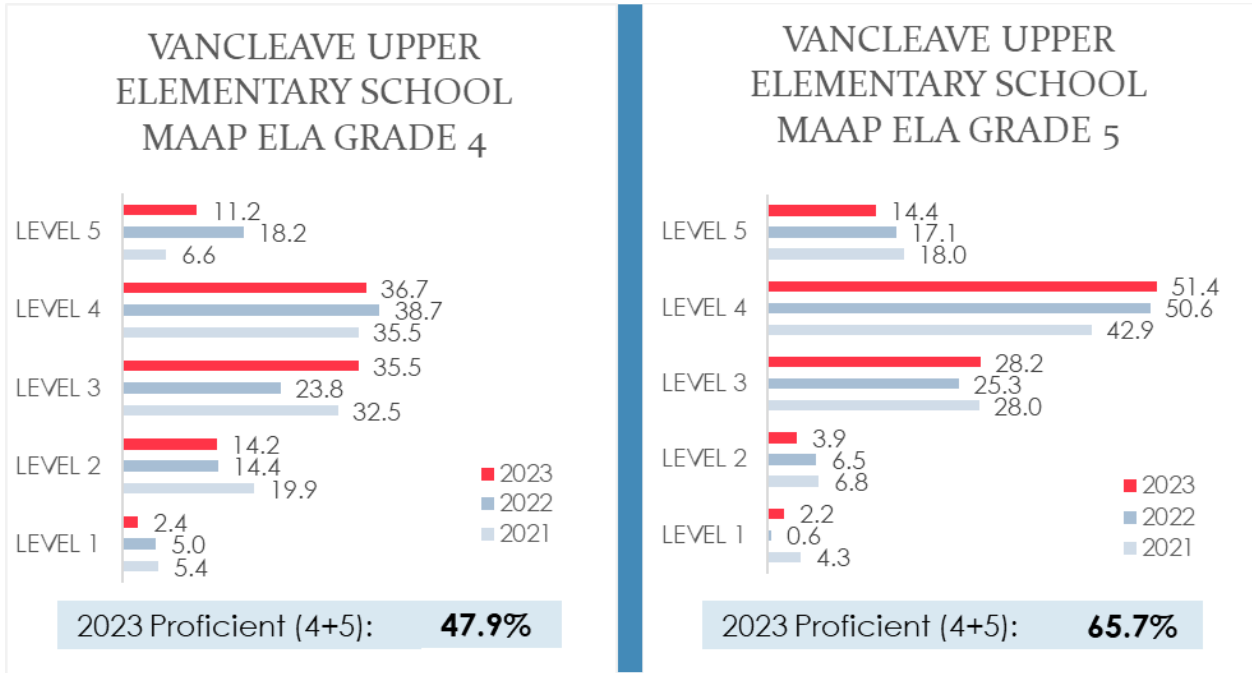 VANCLEAVE UPPER
ELEMENTARY SCHOOL
MAAP ELA GRADE 4
LEVEL 5
11.2
18.2
6.6
LEVEL 4
36.7
38.7
35.5
LEVEL 3
35.5
23.8
32.5
LEVEL 2
14.2
14.4
19.9
LEVEL 1
2.4
5.0
5.4
2023
2022
2021
2023 Proficient (4+5): 47.9%
VANCLEAVE UPPER
ELEMENTARY SCHOOL
MAAP ELA GRADE 5
LEVEL 5
14.4
17.1
18.0
LEVEL 4
51.4
50.6
42.9
LEVEL 3
28.2
25.3
28.0
LEVEL 2
3.9
6.5
6.8
LEVEL 1
2.2
0.6
4.3
2023
2022
2021
2023 Proficient (4+5): 65.7%